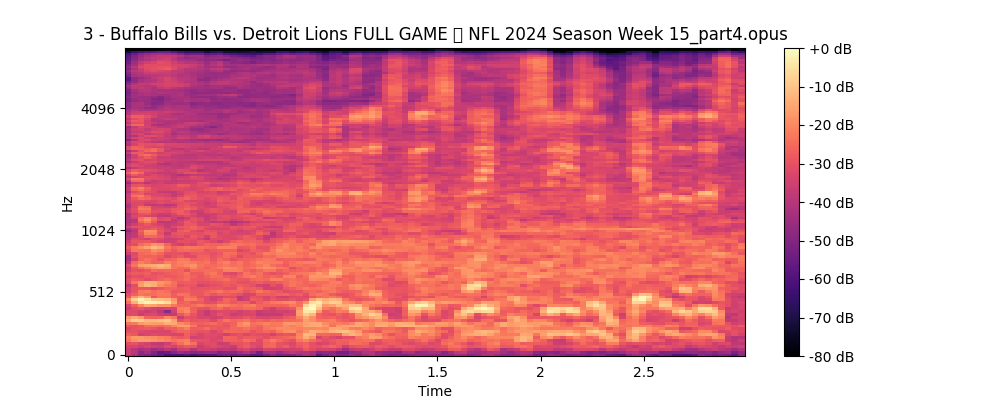 3 - Buffalo Bills vs. Detroit Lions FULL GAME ▯ NFL 2024 Season Week 15_part4.opus
+0 dB
4096
-10 dB
-20 dB
2048
-30 dB
Hz
1024
-40 dB
-50 dB
512
-60 dB
-70 dB
0
-80 dB
0 0.5 1 1.5 2 2.5
Time